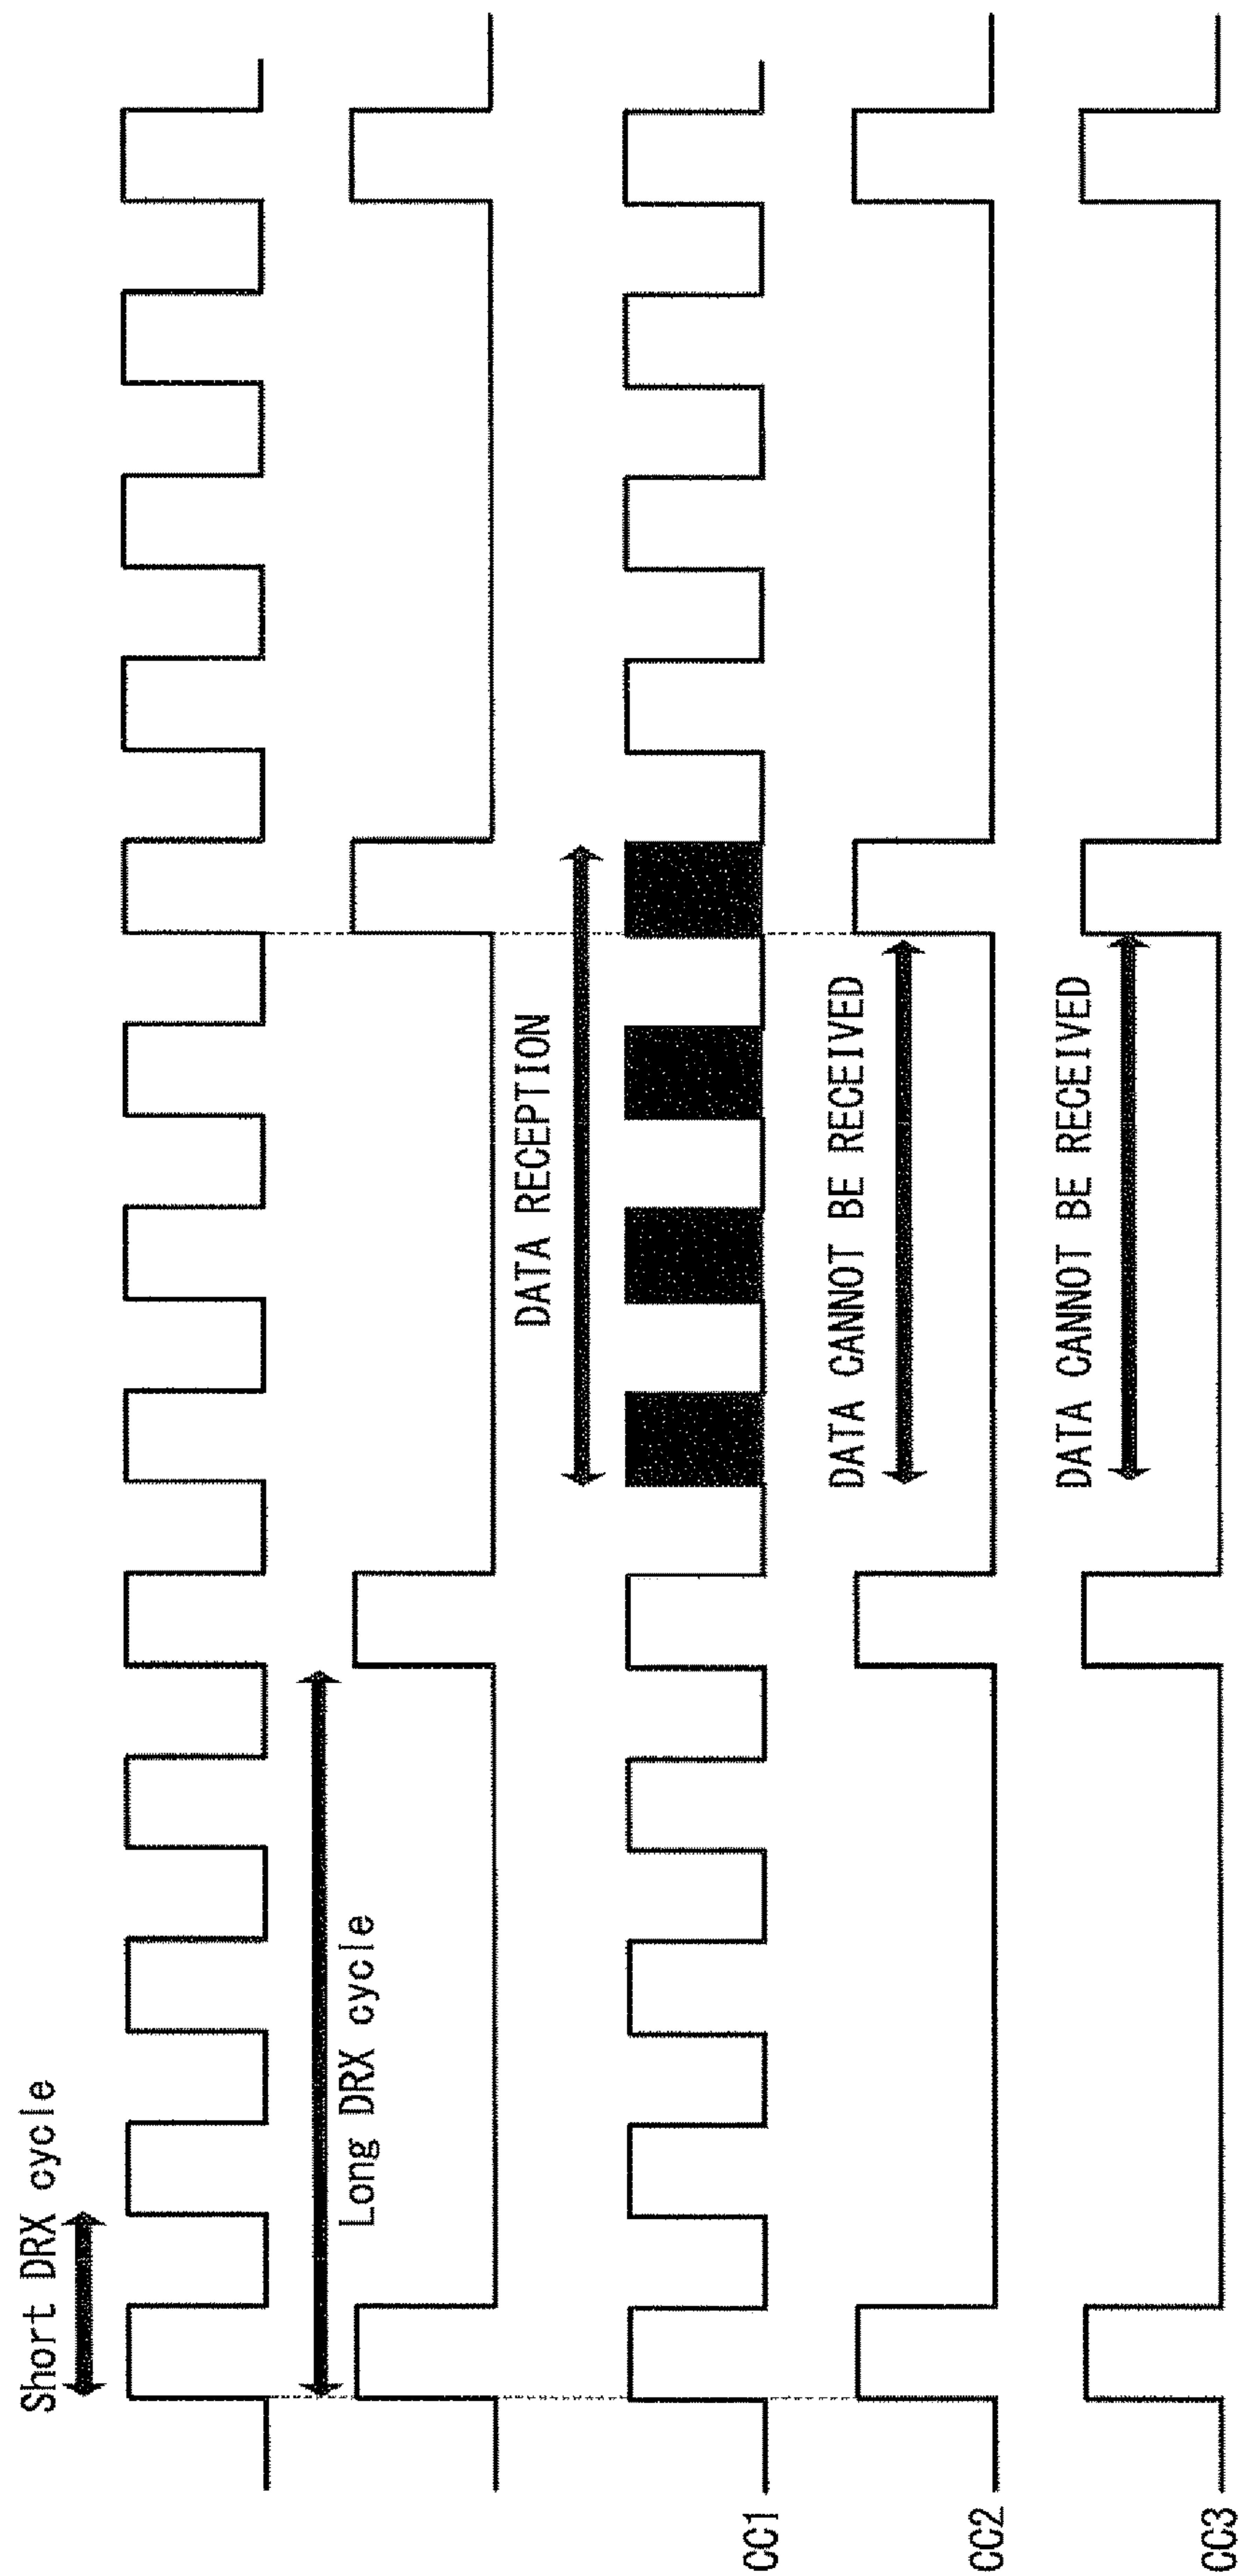 Short DRX cycle
Long DRX cycle
DATA RECEPTION
CC1
DATA CANNOT BE RECEIVED
CC2
DATA CANNOT BE RECEIVED
CC3